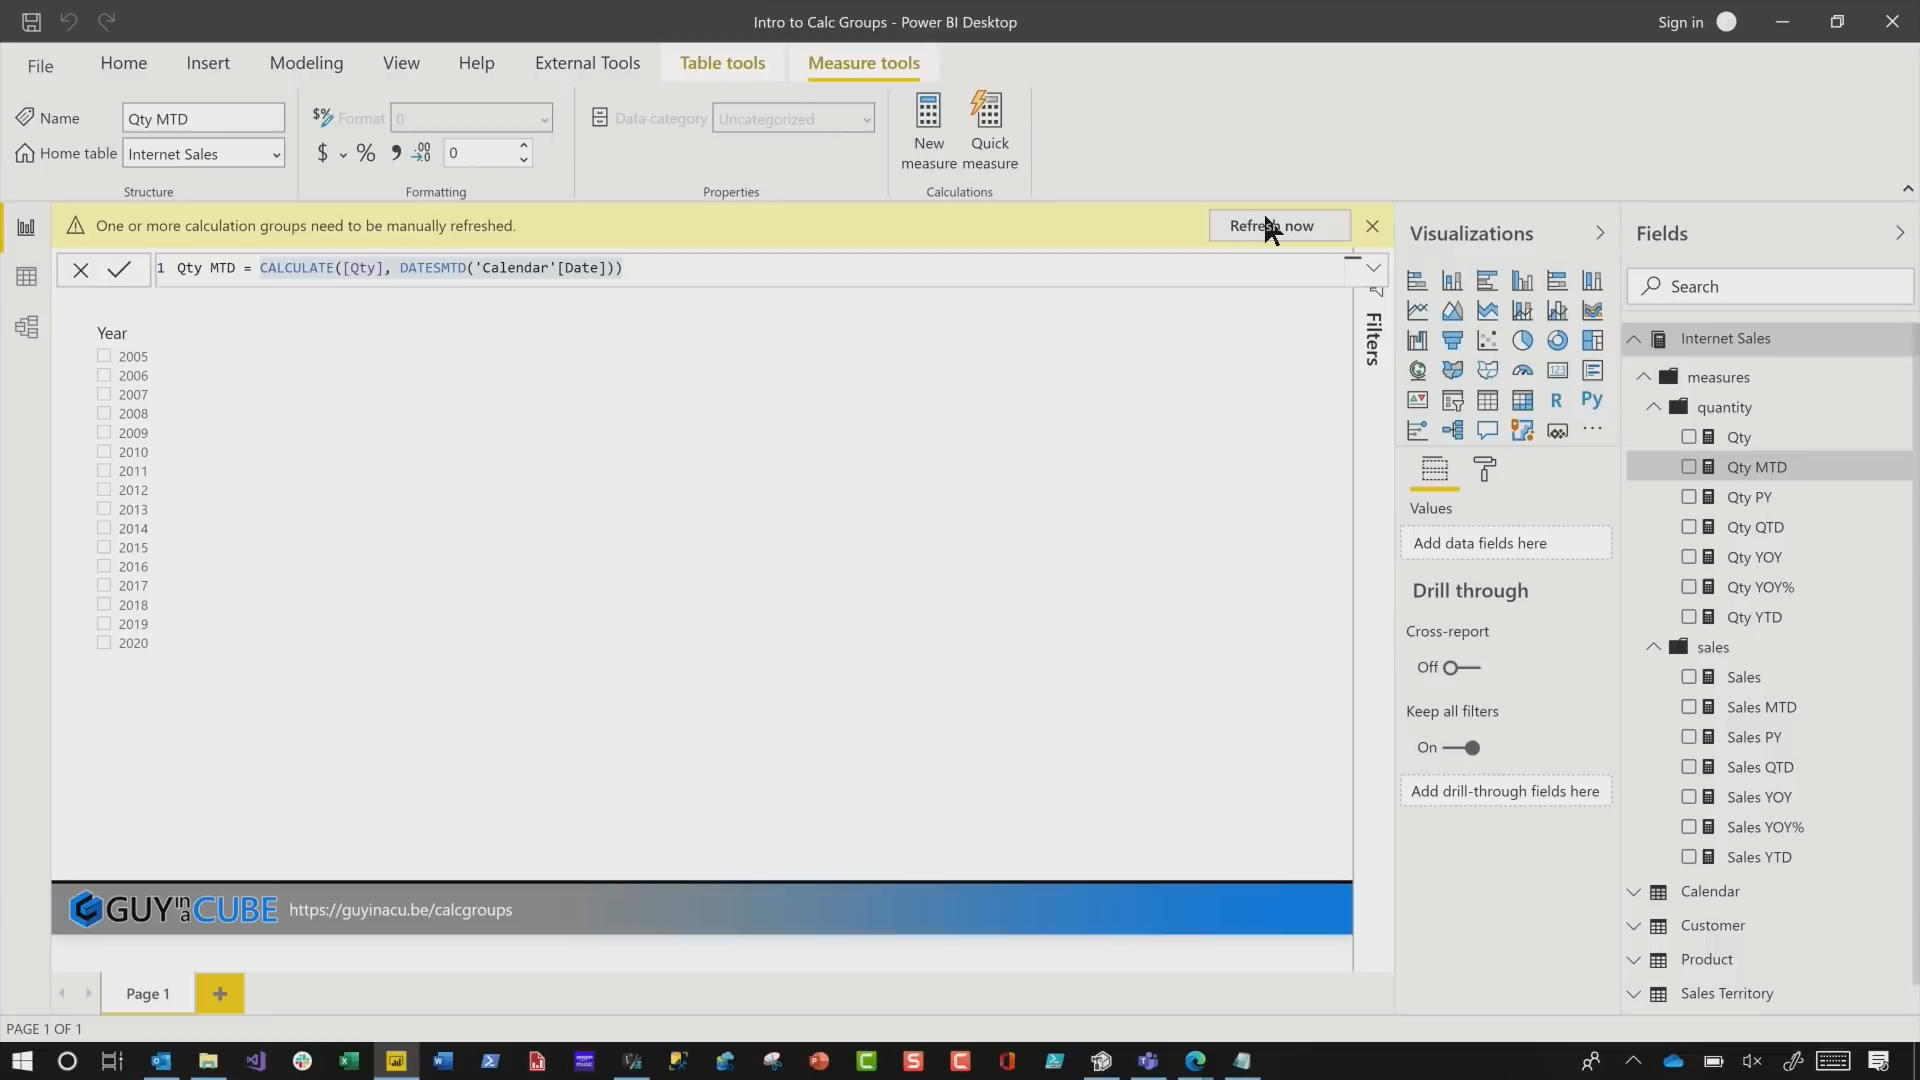 Intro to Calc Groups - Power BI Desktop
Sign in
File
Home
Insert
Modeling
View
Help
External Tools
Table tools
Measure tools
Name
Qty MTD
Home table
Internet Sales
Structure
Format
0
$
%
0
Formatting
Data category
Uncategorized
Properties
New measure
Quick measure
Calculations
One or more calculation groups need to be manually refreshed.
Refresh now
1 Qty MTD = CALCULATE([Qty], DATESMTD('Calendar'[Date]))
Year
2005
2006
2007
2008
2009
2010
2011
2012
2013
2014
2015
2016
2017
2018
2019
2020
GUY in a CUBE
https://guyinacu.be/calcgroups
Filters
Visualizations
123
R
Py
Values
Add data fields here
Drill through
Cross-report
Off
Keep all filters
On
Add drill-through fields here
Fields
Search
Internet Sales
measures
quantity
Qty
Qty MTD
Qty PY
Qty QTD
Qty YOY
Qty YOY%
Qty YTD
sales
Sales
Sales MTD
Sales PY
Sales QTD
Sales YOY
Sales YOY%
Sales YTD
Calendar
Customer
Product
Sales Territory
Page 1
PAGE 1 OF 1